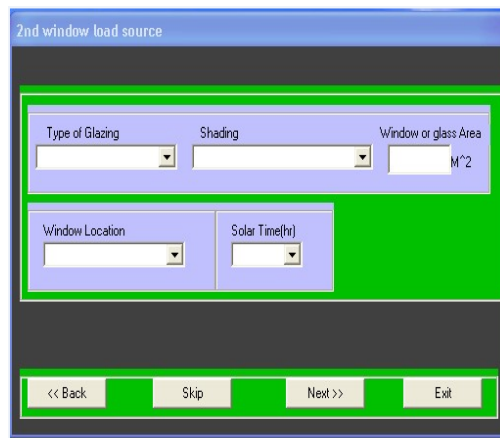 2nd window load source
Type of Glazing Shading Window or glass Area
M^2
Window Location Solar Time(hr)
<< Back Skip Next >> Exit